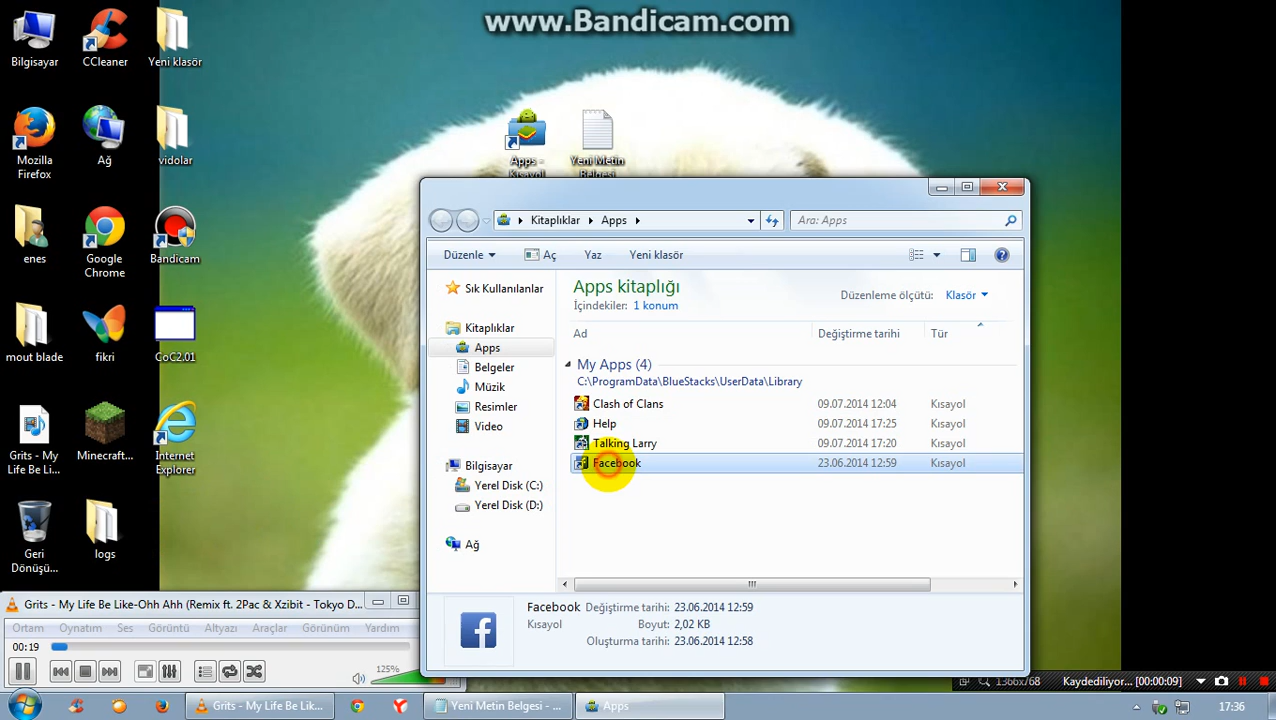 www.Bandicam.com
Bilgisayar
CCleaner
Yeni klasör
Mozilla
Firefox
Ağ
vidolar
Apps -
Kısayol
Yeni Metin
Belgesi
enes
Google
Chrome
Bandicam
mout blade
fikri
CoC2.01
Grits - My
Life Be Lik...
Minecraft...
Internet
Explorer
Geri
Dönüşü...
logs
Kitaplıklar
Apps
Ara: Apps
Düzenle
Aç
Yaz
Yeni klasör
Sık Kullanılanlar
Kitaplıklar
Apps
Belgeler
Müzik
Resimler
Video
Bilgisayar
Yerel Disk (C:)
Yerel Disk (D:)
Ağ
Apps kitaplığı
İçindekiler: 1 konum
Düzenleme ölçütü: Klasör
Ad Değiştirme tarihi Tür
My Apps (4)
C:\ProgramData\BlueStacks\UserData\Library
Clash of Clans 09.07.2014 12:04 Kısayol
Help 09.07.2014 17:25 Kısayol
Talking Larry 09.07.2014 17:20 Kısayol
Facebook 23.06.2014 12:59 Kısayol
Facebook Değiştirme tarihi: 23.06.2014 12:59
Kısayol Boyut: 2,02 KB
Oluşturma tarihi: 23.06.2014 12:58
Grits - My Life Be Like-Ohh Ahh (Remix ft. 2Pac & Xzibit - Tokyo D...
Ortam Oynatım Ses Görüntü Altyazı Araçlar Görünüm Yardım
00:19
125%
1366x768 Kaydediliyor... [00:00:09]
Grits - My Life Be Lik...
Yeni Metin Belgesi - ...
Apps
17:36